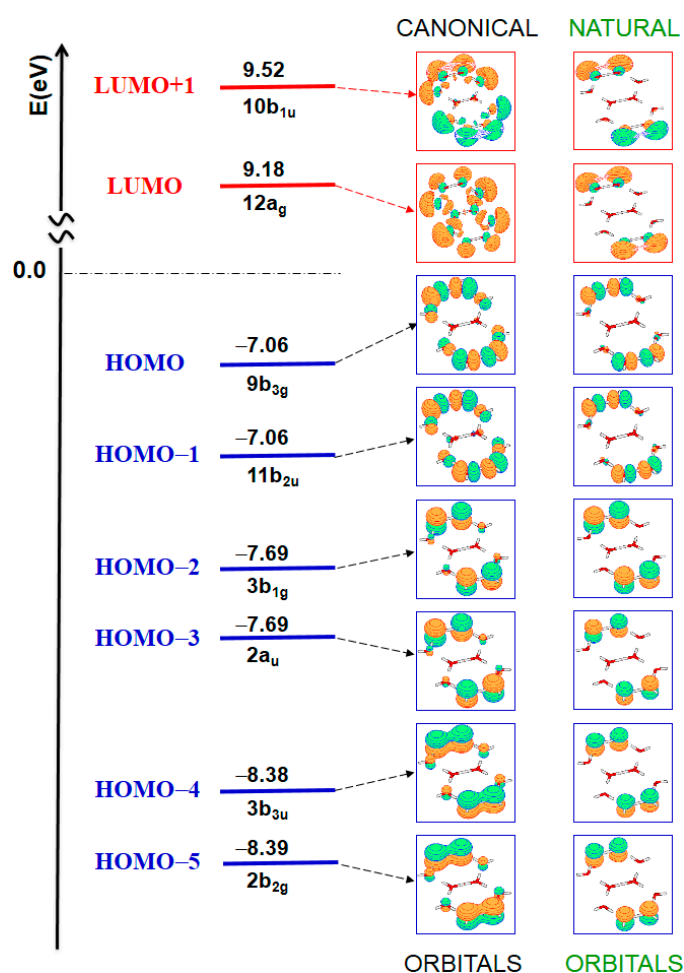 CANONICAL NATURAL
E(eV)
LUMO+1 9.52
10b1u
LUMO 9.18
12ag
0.0
HOMO −7.06
9b3g
HOMO−1 −7.06
11b2u
HOMO−2 −7.69
3b1g
HOMO−3 −7.69
2au
HOMO−4 −8.38
3b3u
HOMO−5 −8.39
2b2g
ORBITALS ORBITALS